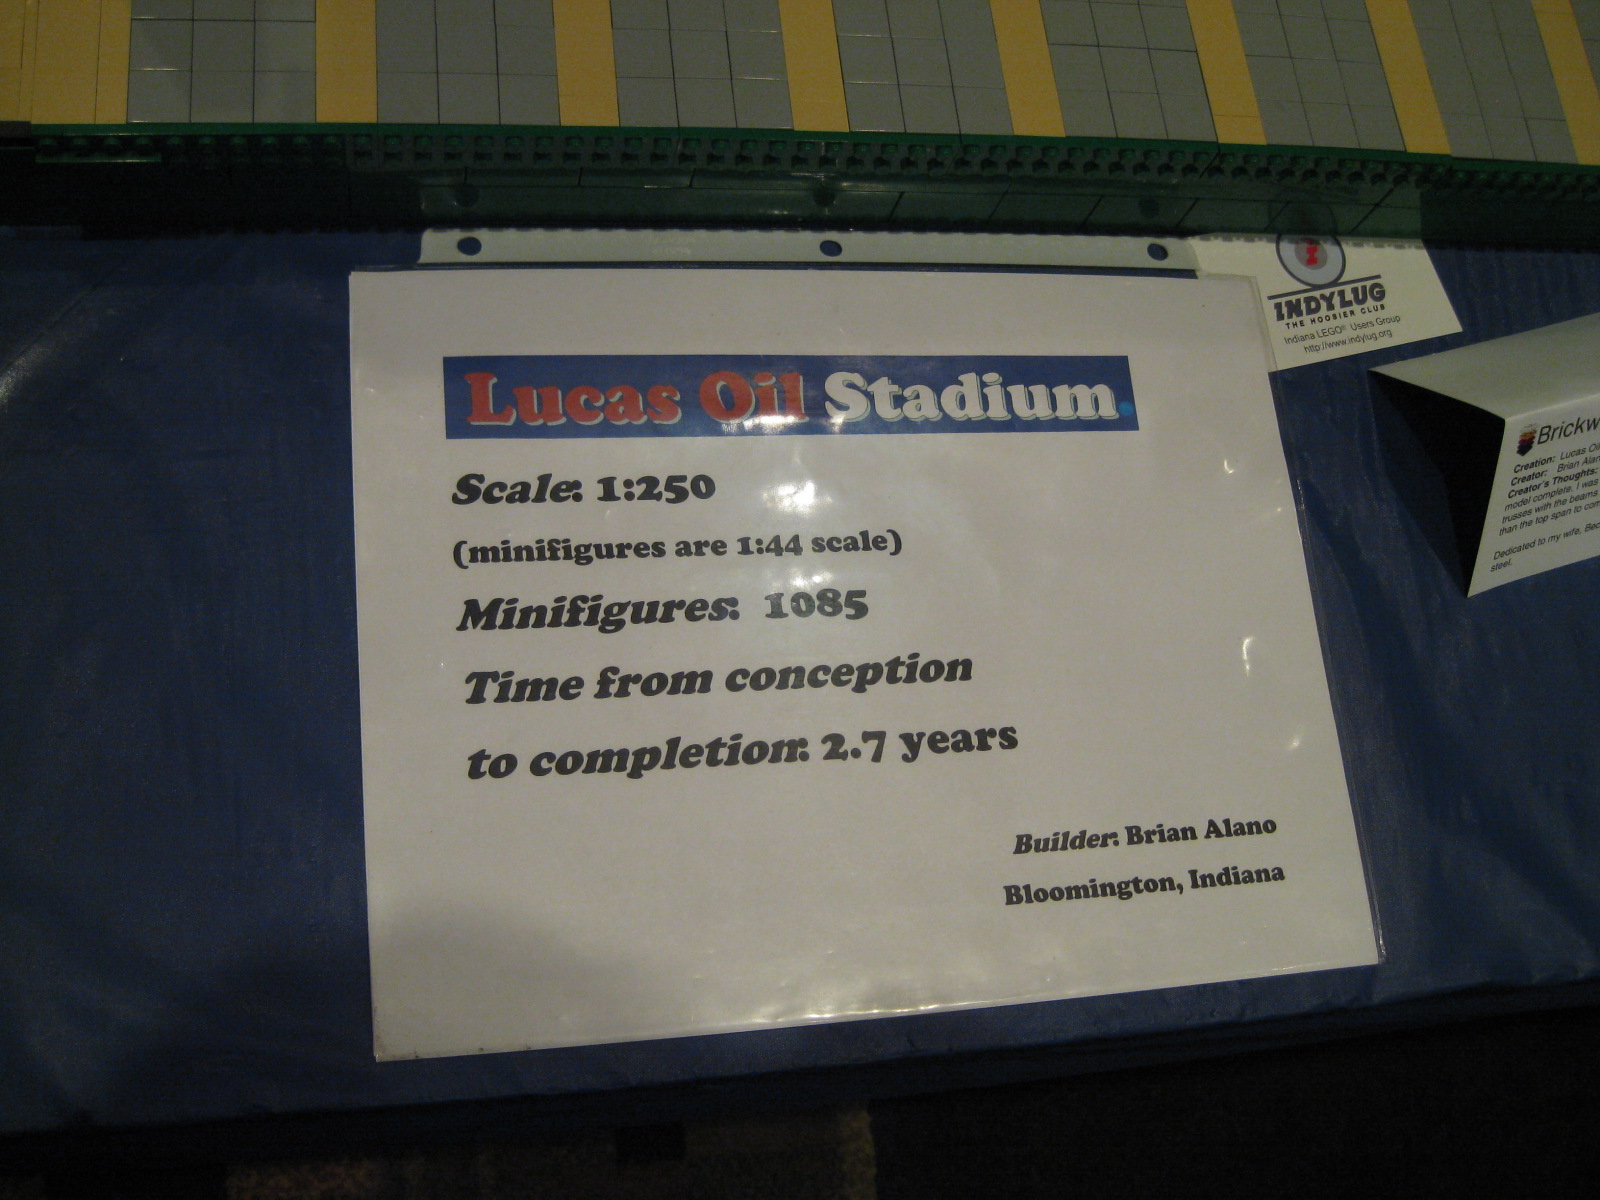 Lucas Oil Stadium
Scale: 1:250
(minifigures are 1:44 scale)
Minifigures: 1085
Time from conception
to completion: 2.7 years
Builder: Brian Alano
Bloomington, Indiana
INDYLUG
THE HOOSIER CLUB
Indiana LEGO® Users Group
http://www.indylug.org
Creation: Lucas
Creator: Brian
Creator's Thoughts:
model complete. I was
trusses with the beams
than the top span to
Dedicated to my wife,
steel.